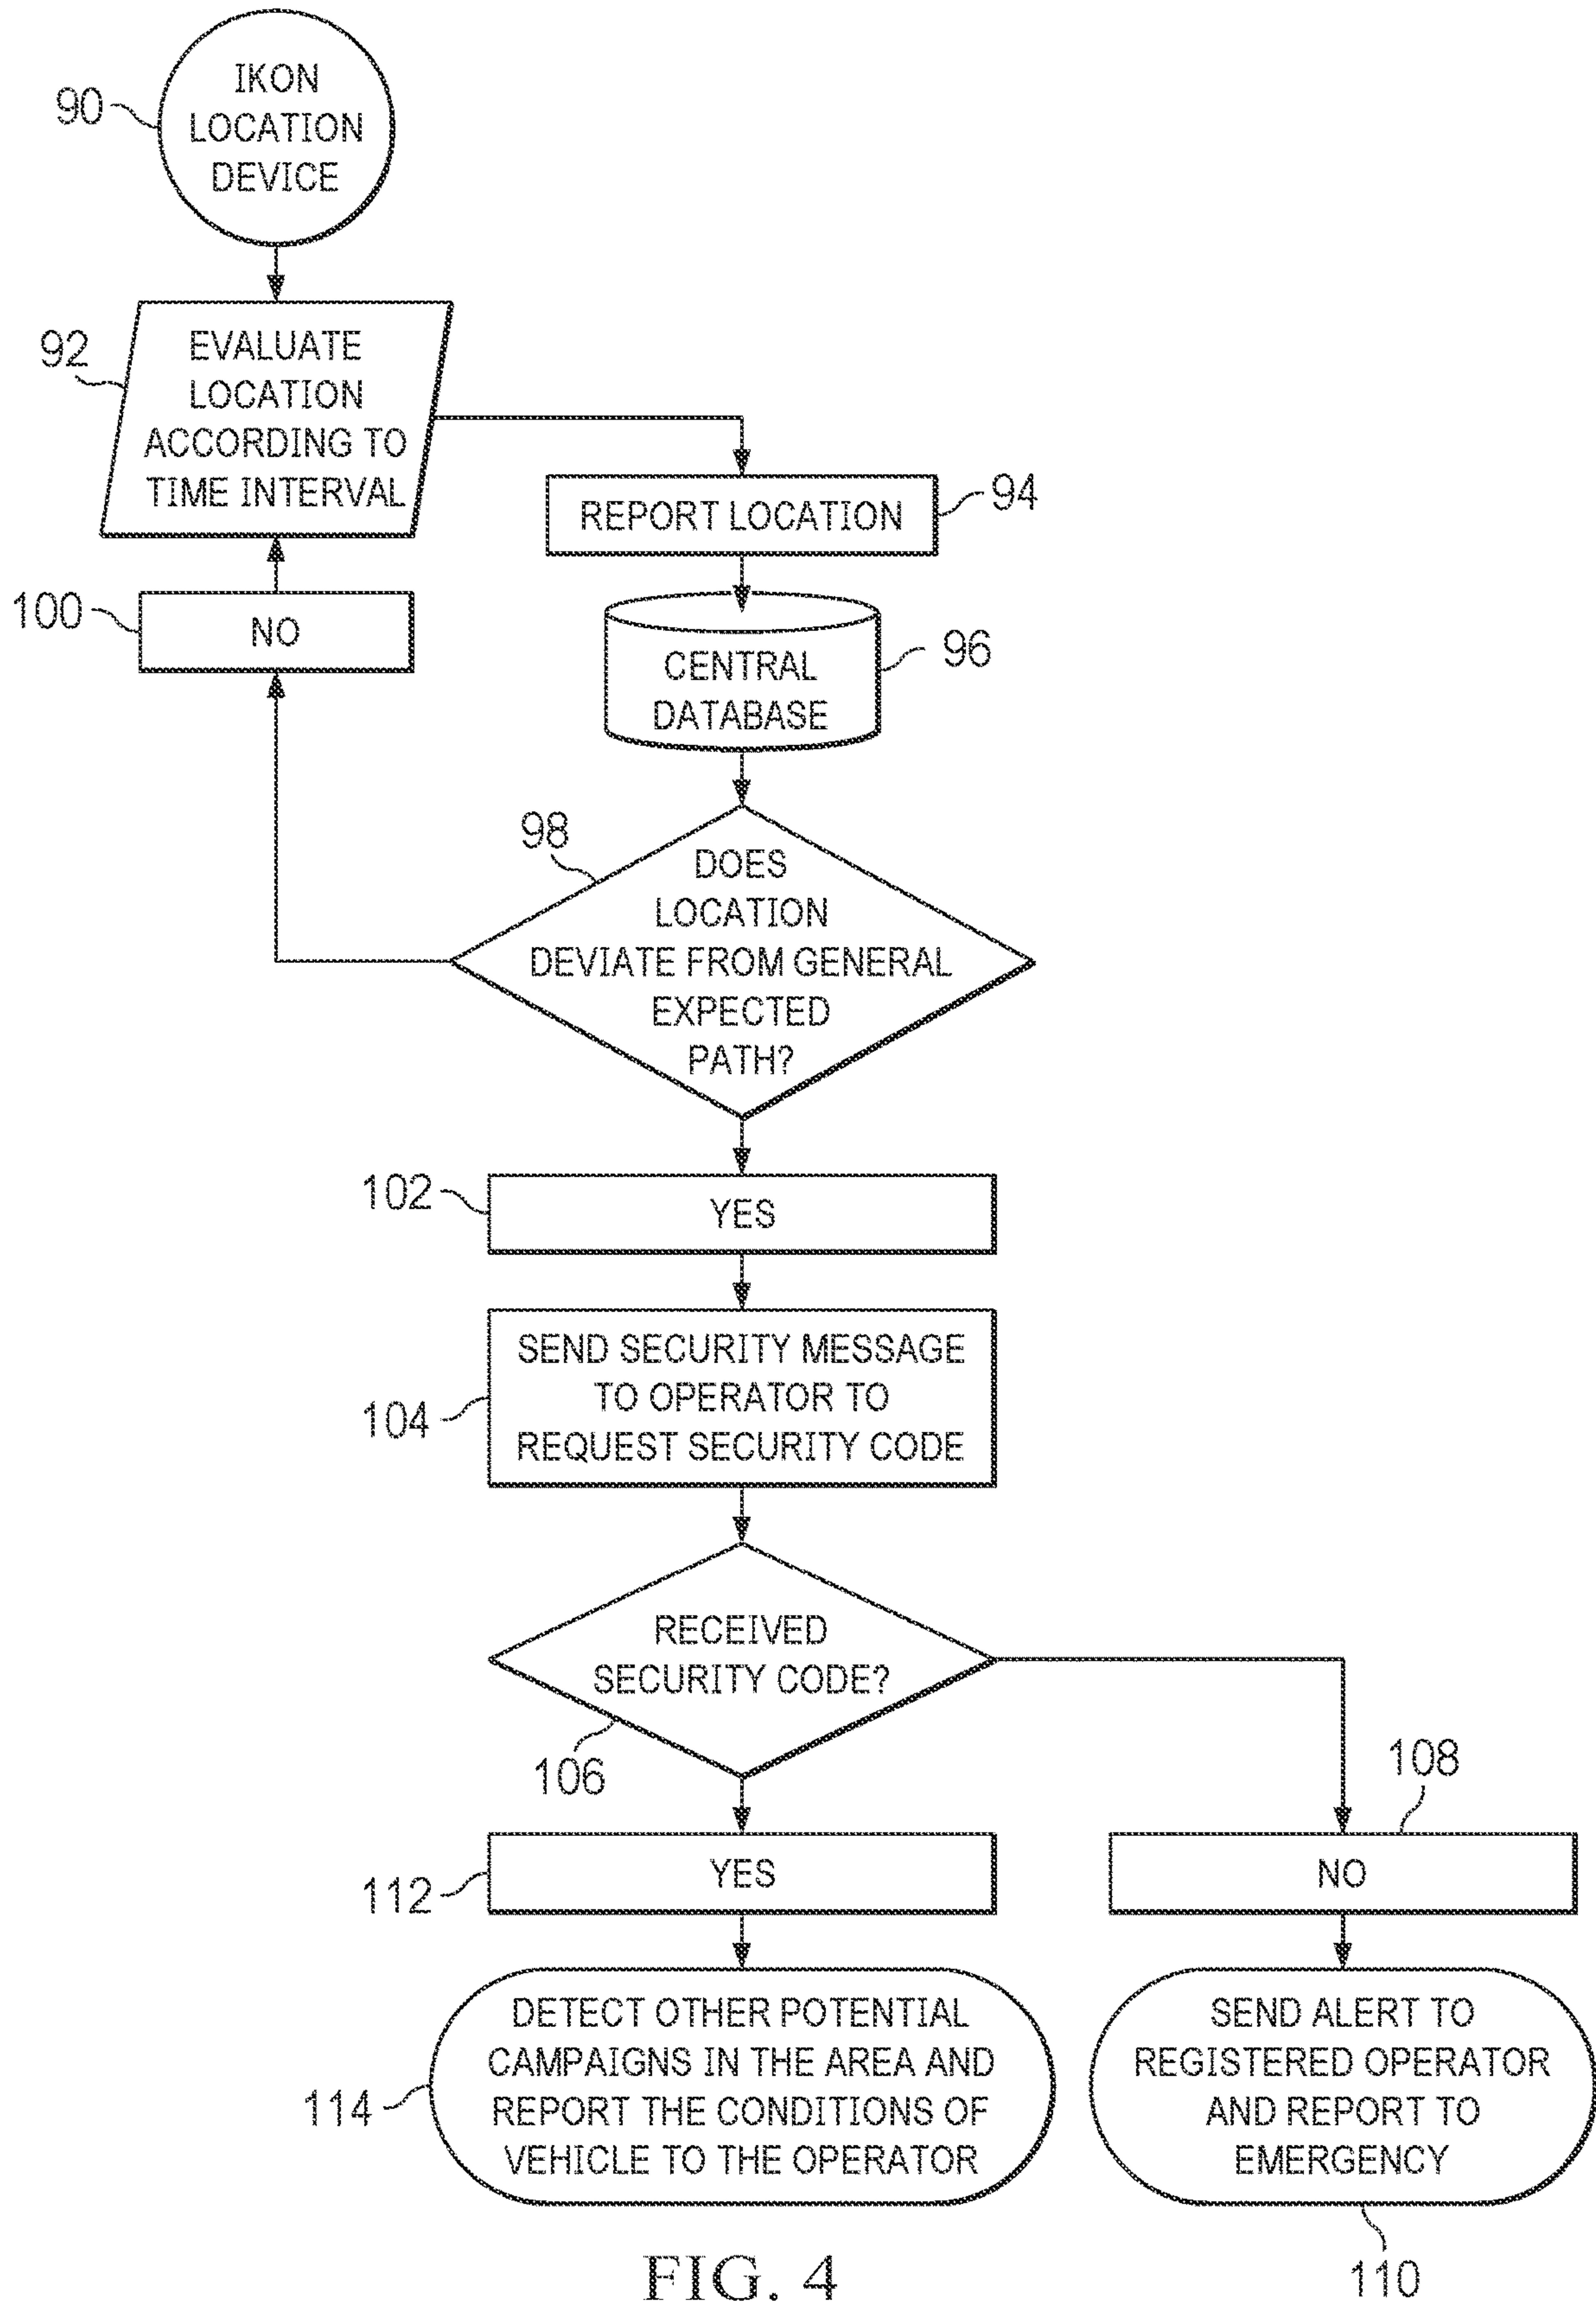 90
IKON
LOCATION
DEVICE
92
EVALUATE
LOCATION
ACCORDING TO
TIME INTERVAL
REPORT LOCATION
94
100
NO
CENTRAL
DATABASE
96
98
DOES
LOCATION
DEVIATE FROM GENERAL
EXPECTED
PATH?
102
YES
104
SEND SECURITY MESSAGE
TO OPERATOR TO
REQUEST SECURITY CODE
RECEIVED
SECURITY CODE?
106
108
112
YES
NO
114
DETECT OTHER POTENTIAL
CAMPAIGNS IN THE AREA AND
REPORT THE CONDITIONS OF
VEHICLE TO THE OPERATOR
SEND ALERT TO
REGISTERED OPERATOR
AND REPORT TO
EMERGENCY
110
FIG. 4